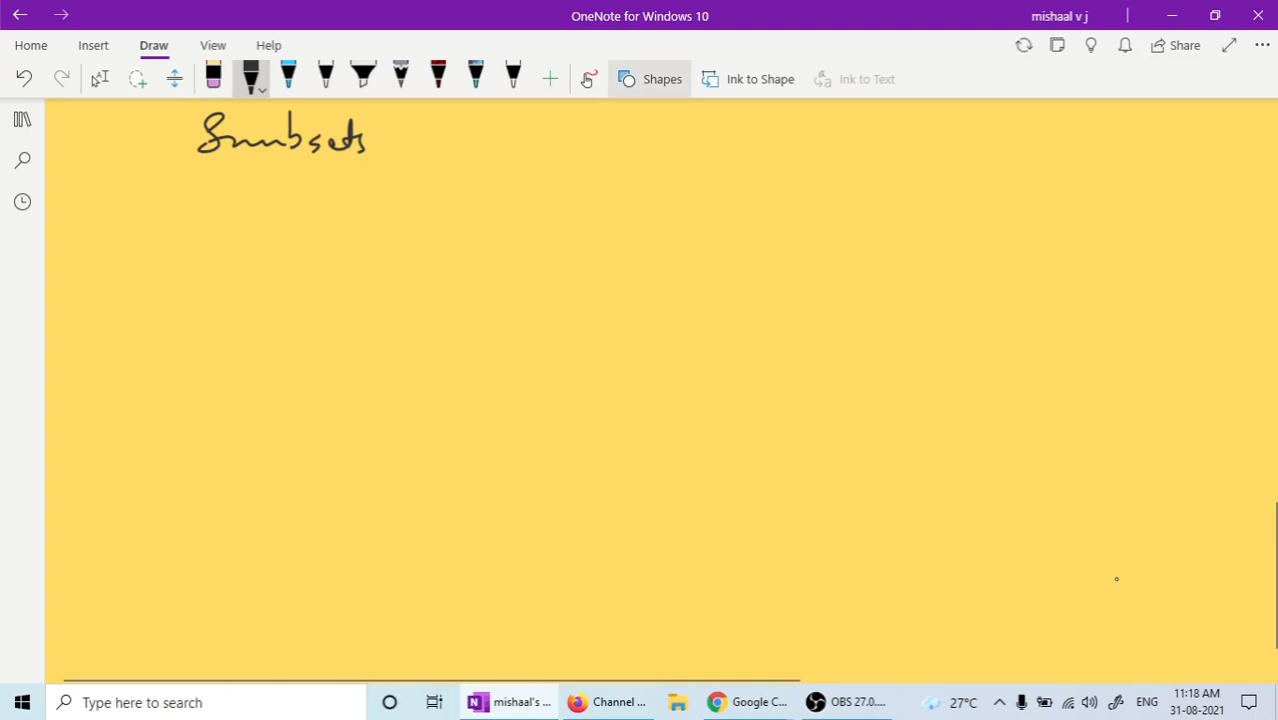 OneNote for Windows 10
mishaal v j
Home Insert Draw View Help
Share
Shapes Ink to Shape Ink to Text
Subsets
Type here to search
mishaal's ...
Channel ...
Google C...
OBS 27.0....
27°C
ENG
11:18 AM
31-08-2021